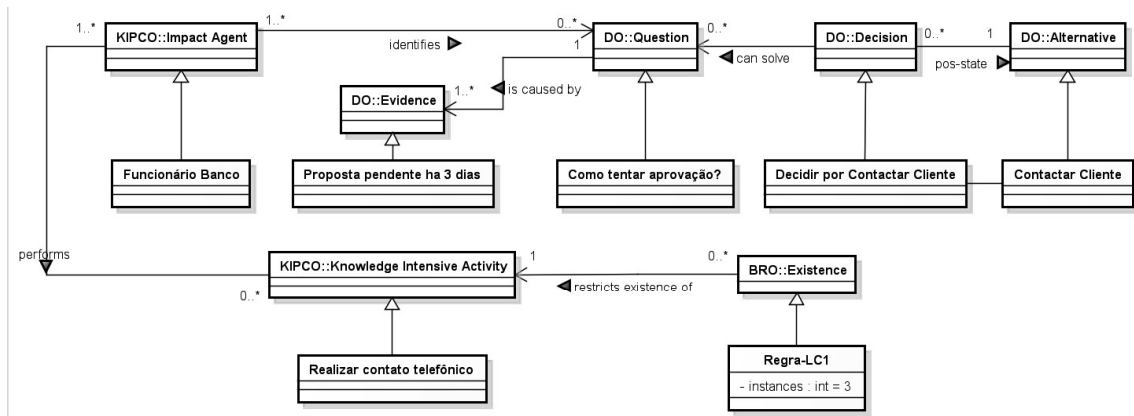 1..*
KIPCO::Impact Agent
1..*
identifies
0..*
DO::Question
1
0..*
can solve
DO::Decision
0..*
1
pos-state
DO::Alternative
is caused by
1..*
DO::Evidence
Funcionário Banco
Proposta pendente ha 3 dias
Como tentar aprovação?
Decidir por Contactar Cliente
Contactar Cliente
performs
0..*
KIPCO::Knowledge Intensive Activity
1
restricts existence of
0..*
BRO::Existence
Realizar contato telefônico
Regra-LC1
- instances : int = 3